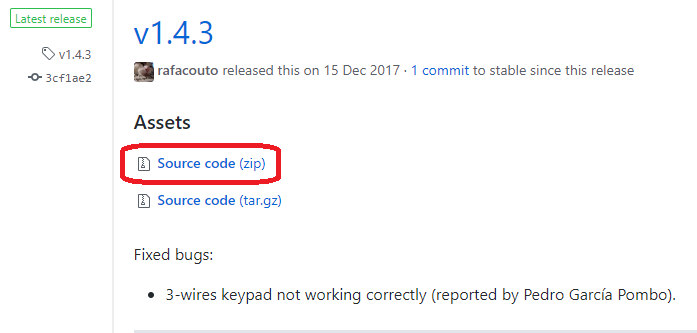 Latest release
v1.4.3
3cf1ae2
v1.4.3
rafacouto released this on 15 Dec 2017 · 1 commit to stable since this release
Assets
Source code (zip)
Source code (tar.gz)
Fixed bugs:
• 3-wires keypad not working correctly (reported by Pedro García Pombo).